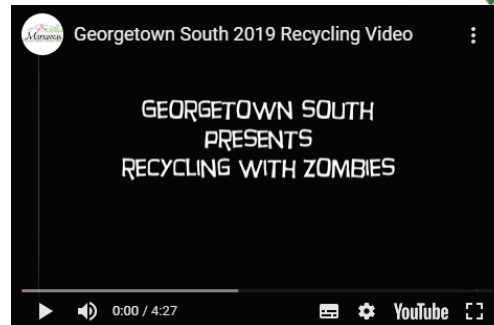 Manassas
Georgetown South 2019 Recycling Video
GEORGETOWN SOUTH
PRESENTS
RECYCLING WITH ZOMBIES
0:00 / 4:27
YouTube